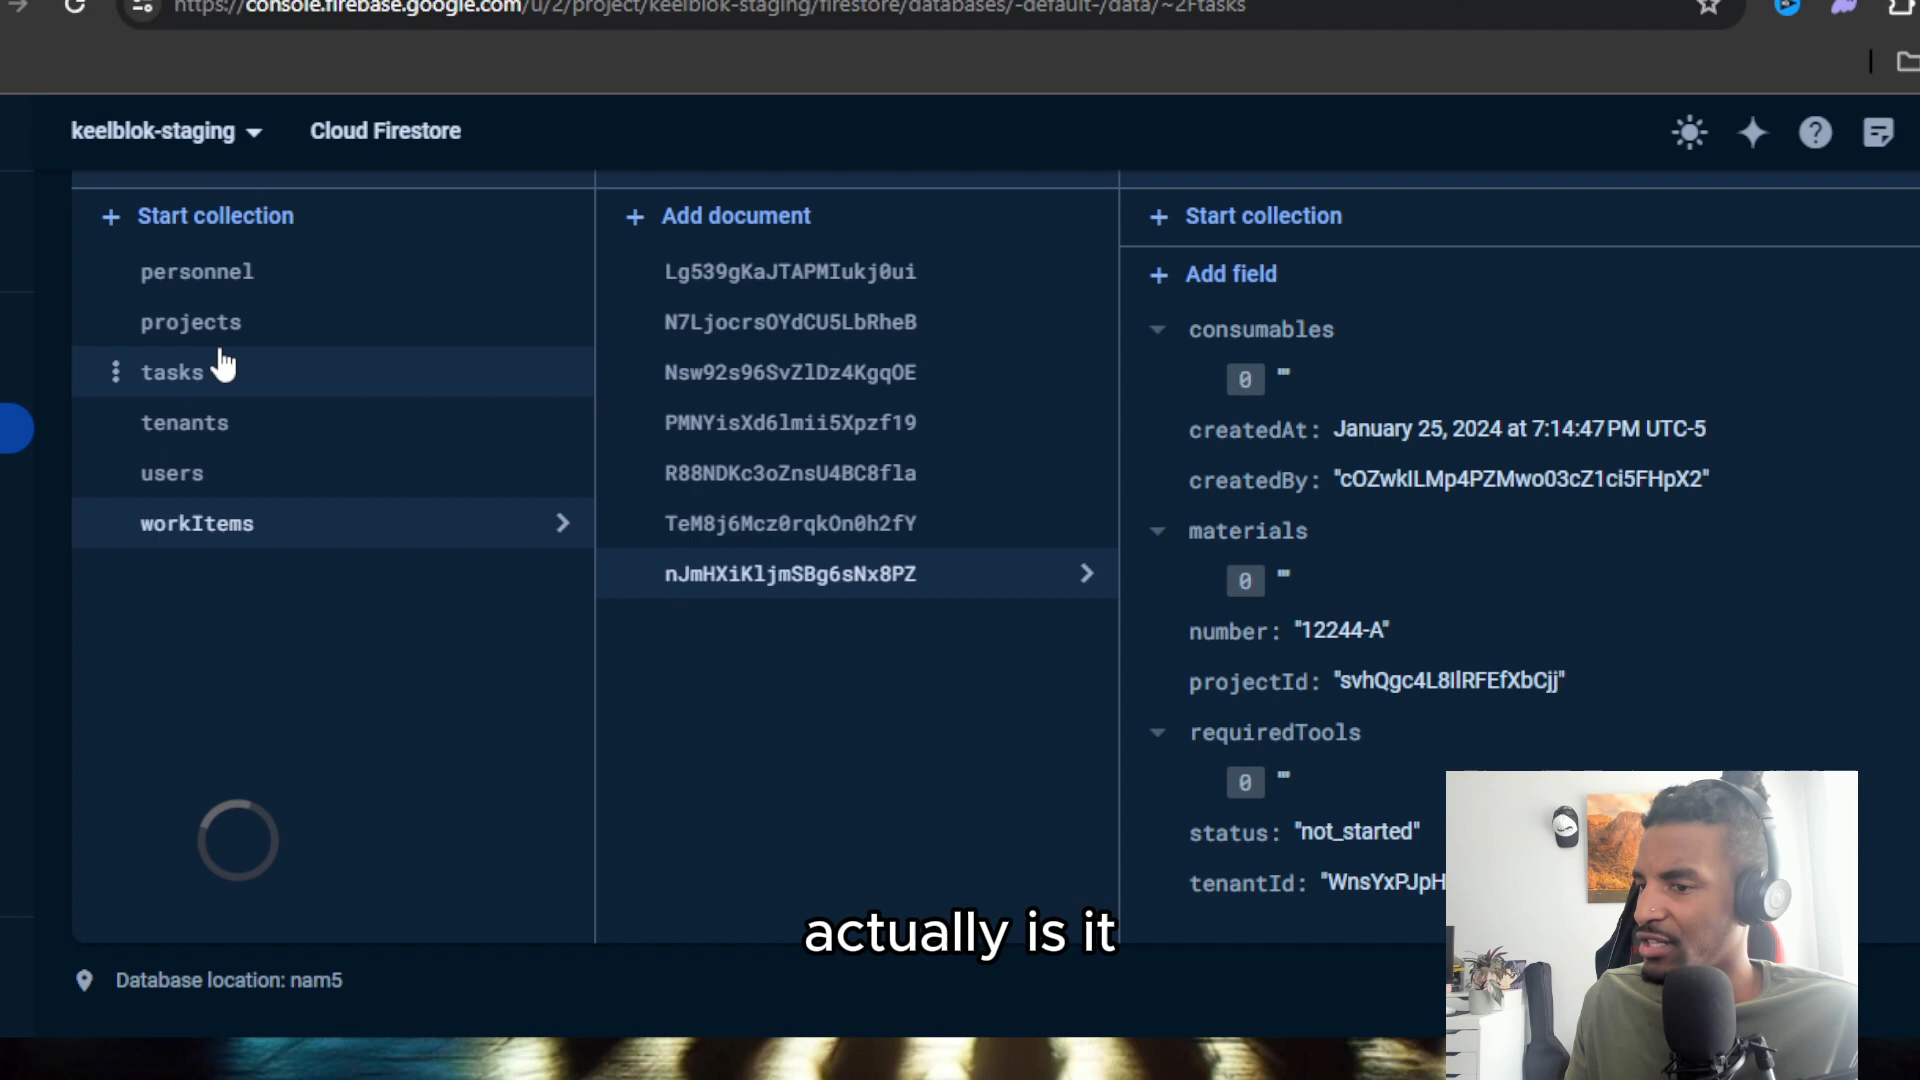 https://console.firebase.google.com/u/2/project/keelblok-staging/firestore/databases/-default-/data/~2Ftasks
keelblok-staging
Cloud Firestore
+ Start collection
personnel
projects
tasks
tenants
users
workItems
+ Add document
Lg539gKaJTAPMIukj0ui
N7LjocrsOYdCU5LbRheB
Nsw92s96SvZlDz4KgqOE
PMNYisXd6lmii5Xpzf19
R88NDKc3oZnsU4BC8fla
TeM8j6Mcz0rqkOn0h2fY
nJmHXiKljmSBg6sNx8PZ
+ Start collection
+ Add field
consumables
0 ""
createdAt: January 25, 2024 at 7:14:47 PM UTC-5
createdBy: "cOZwkILMp4PZMwo03cZ1ci5FHpX2"
materials
0 ""
number: "12244-A"
projectId: "svhQgc4L8IlRFEfXbCjj"
requiredTools
0 ""
status: "not_started"
tenantId: "WnsYxPJpH
actually is it
Database location: nam5